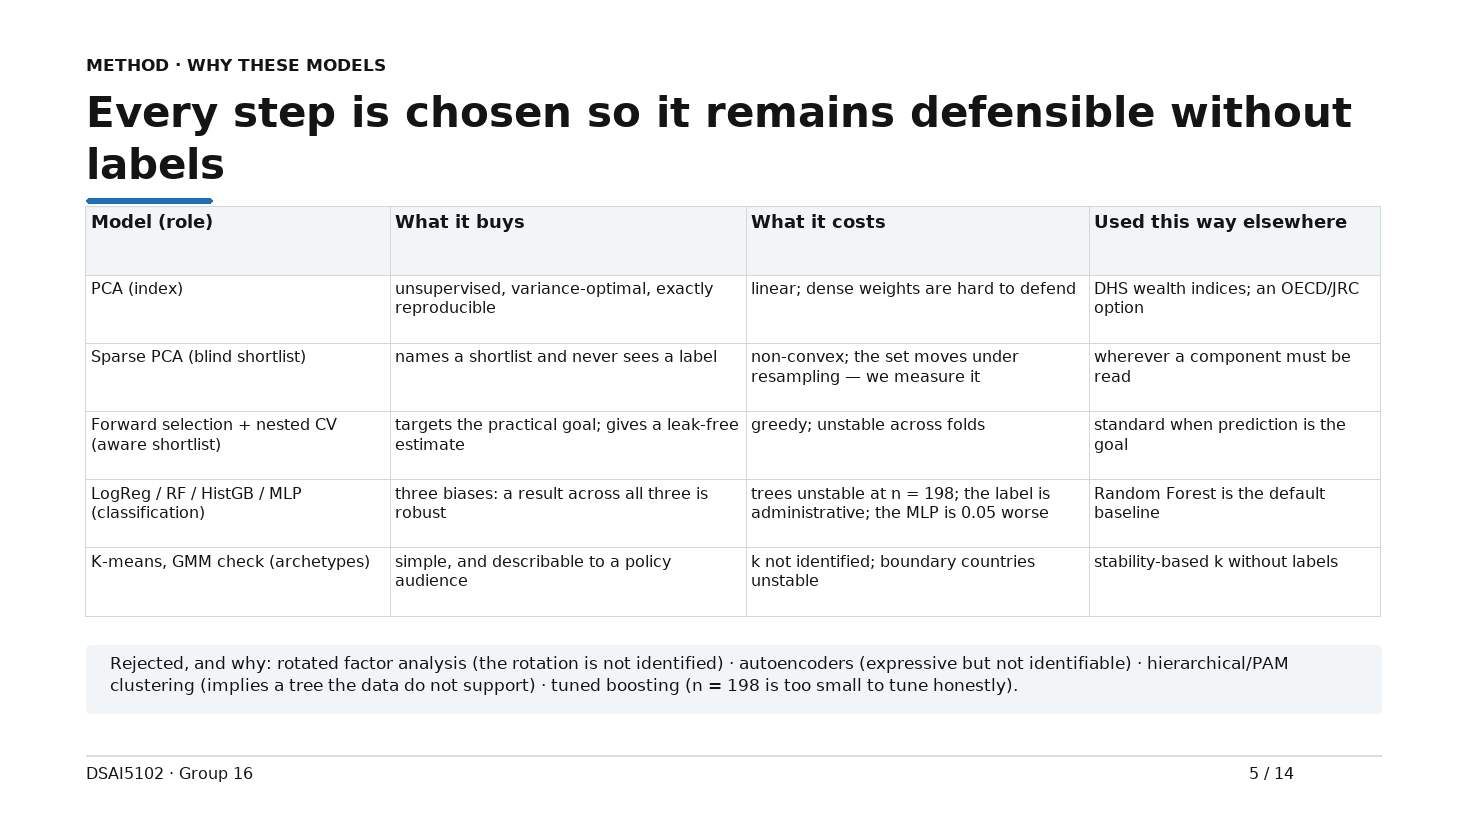 METHOD · WHY THESE MODELS
Every step is chosen so it remains defensible without
labels
Model (role)
What it buys
What it costs
Used this way elsewhere
PCA (index)
unsupervised, variance-optimal, exactly
reproducible
linear; dense weights are hard to defend
DHS wealth indices; an OECD/JRC
option
Sparse PCA (blind shortlist)
names a shortlist and never sees a label
non-convex; the set moves under
resampling — we measure it
wherever a component must be
read
Forward selection + nested CV
(aware shortlist)
targets the practical goal; gives a leak-free
estimate
greedy; unstable across folds
standard when prediction is the
goal
LogReg / RF / HistGB / MLP
(classification)
three biases: a result across all three is
robust
trees unstable at n = 198; the label is
administrative; the MLP is 0.05 worse
Random Forest is the default
baseline
K-means, GMM check (archetypes)
simple, and describable to a policy
audience
k not identified; boundary countries
unstable
stability-based k without labels
Rejected, and why: rotated factor analysis (the rotation is not identified) · autoencoders (expressive but not identifiable) · hierarchical/PAM
clustering (implies a tree the data do not support) · tuned boosting (n = 198 is too small to tune honestly).
DSAI5102 · Group 16
5 / 14